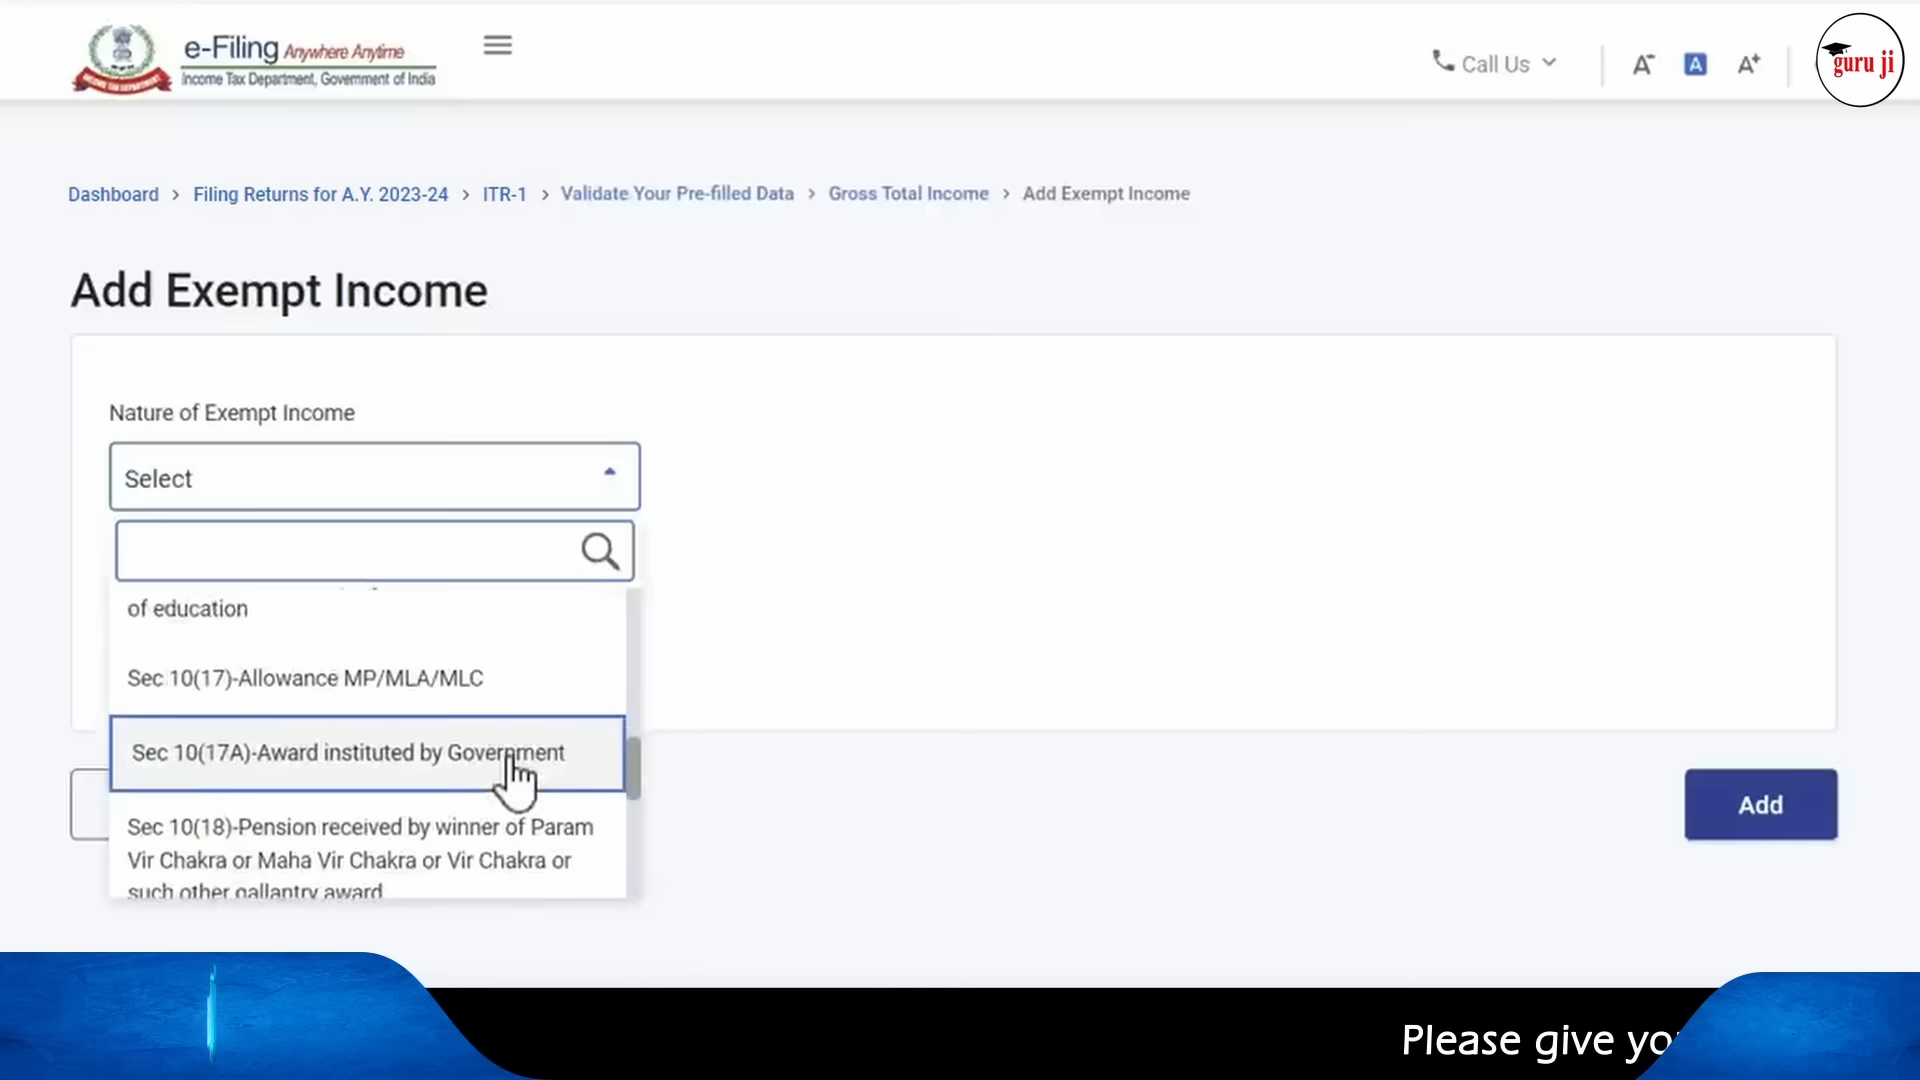 e-Filing Anywhere Anytime
Income Tax Department, Government of India
Call Us
A-
A
A+
guru ji
Dashboard > Filing Returns for A.Y. 2023-24 > ITR-1 > Validate Your Pre-filled Data > Gross Total Income > Add Exempt Income
Add Exempt Income
Nature of Exempt Income
Select
of education
Sec 10(17)-Allowance MP/MLA/MLC
Sec 10(17A)-Award instituted by Government
Sec 10(18)-Pension received by winner of Param
Vir Chakra or Maha Vir Chakra or Vir Chakra or
such other gallantry award
Add
Please give